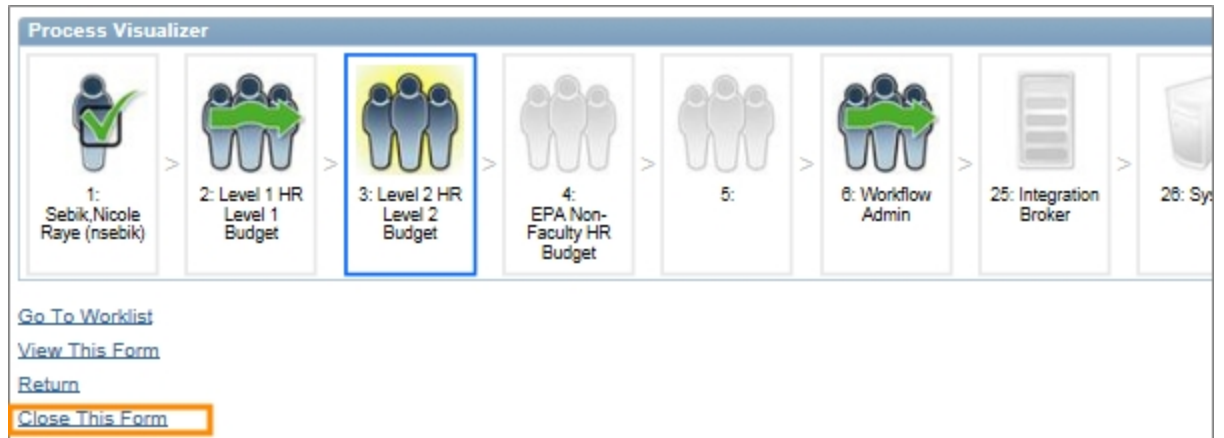 Process Visualizer
1:
Sebik,Nicole
Raye (nsebik)
>
2: Level 1 HR
Level 1
Budget
>
3: Level 2 HR
Level 2
Budget
>
4:
EPA Non-
Faculty HR
Budget
>
5:
>
6: Workflow
Admin
>
25: Integration
Broker
>
26: Sys
Go To Worklist
View This Form
Return
Close This Form